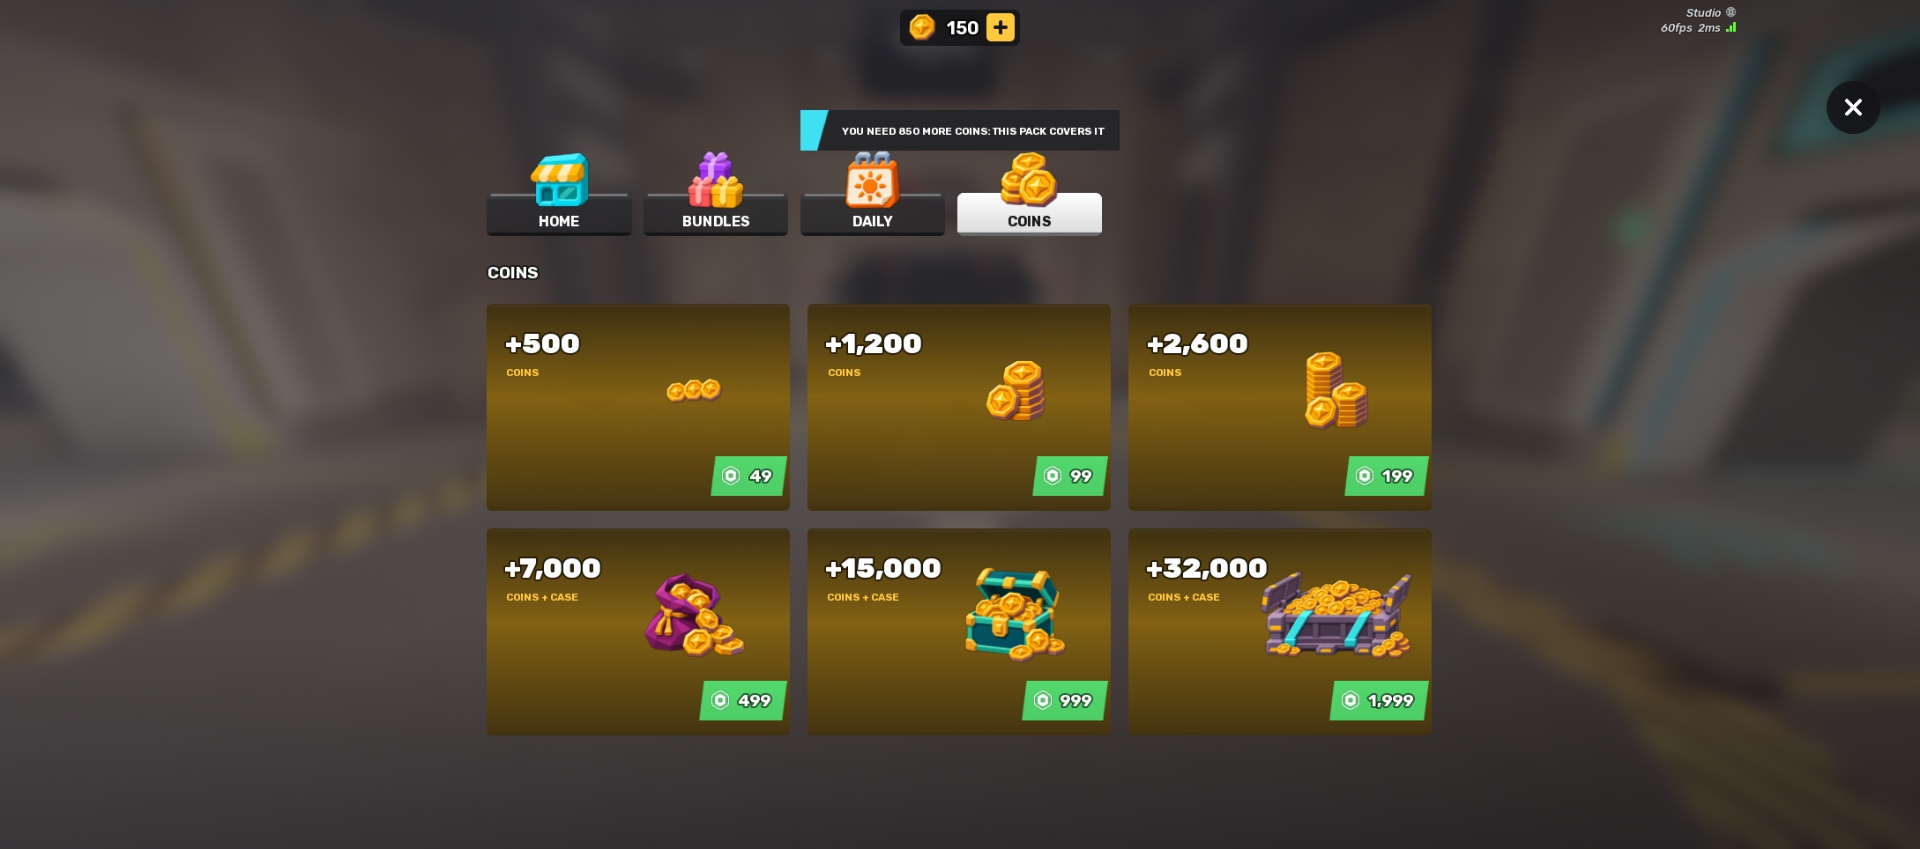 150
Studio
60fps 2ms
YOU NEED 850 MORE COINS: THIS PACK COVERS IT
HOME
BUNDLES
DAILY
COINS
COINS
+500
COINS
49
+1,200
COINS
99
+2,600
COINS
199
+7,000
COINS + CASE
499
+15,000
COINS + CASE
999
+32,000
COINS + CASE
1,999